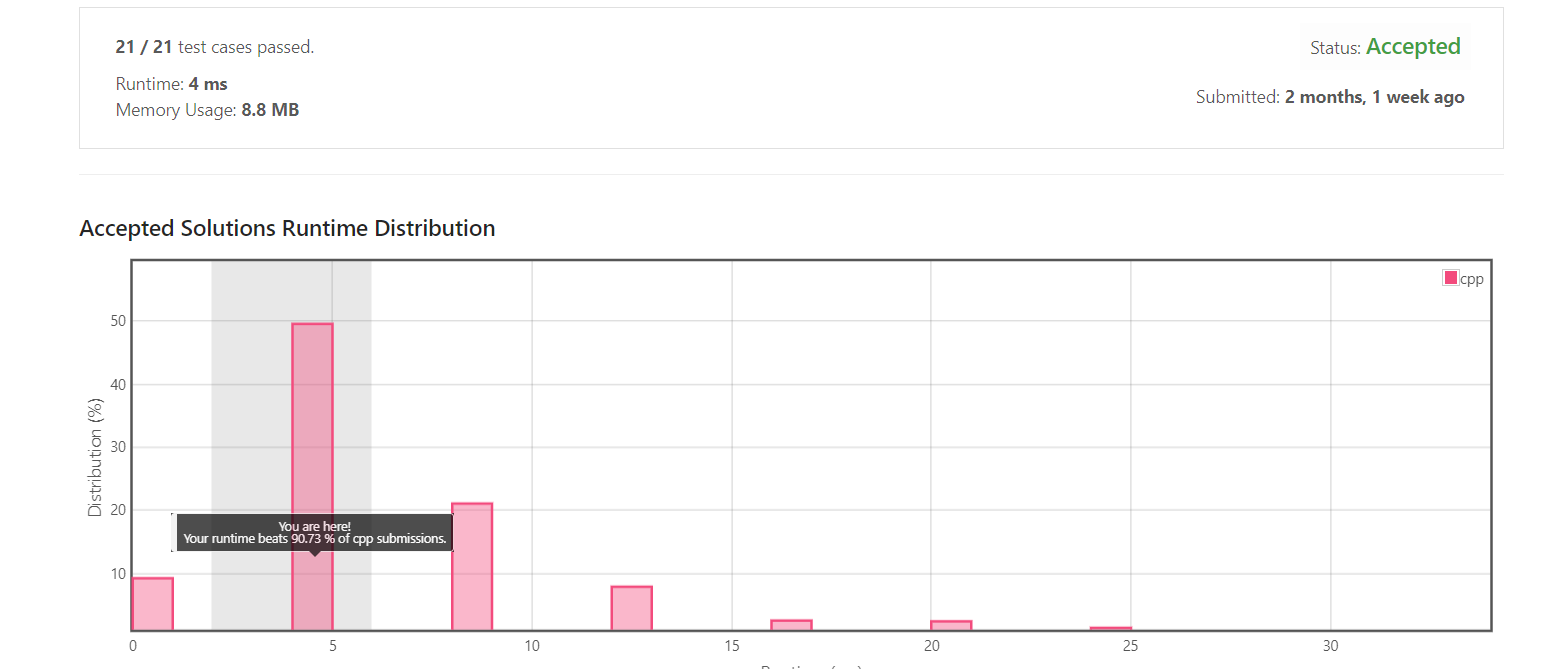 21 / 21 test cases passed.
Status: Accepted
Runtime: 4 ms
Submitted: 2 months, 1 week ago
Memory Usage: 8.8 MB
Accepted Solutions Runtime Distribution
cpp
50
40
30
20
10
Distribution (%)
You are here!
Your runtime beats 90.73 % of cpp submissions.
0 5 10 15 20 25 30